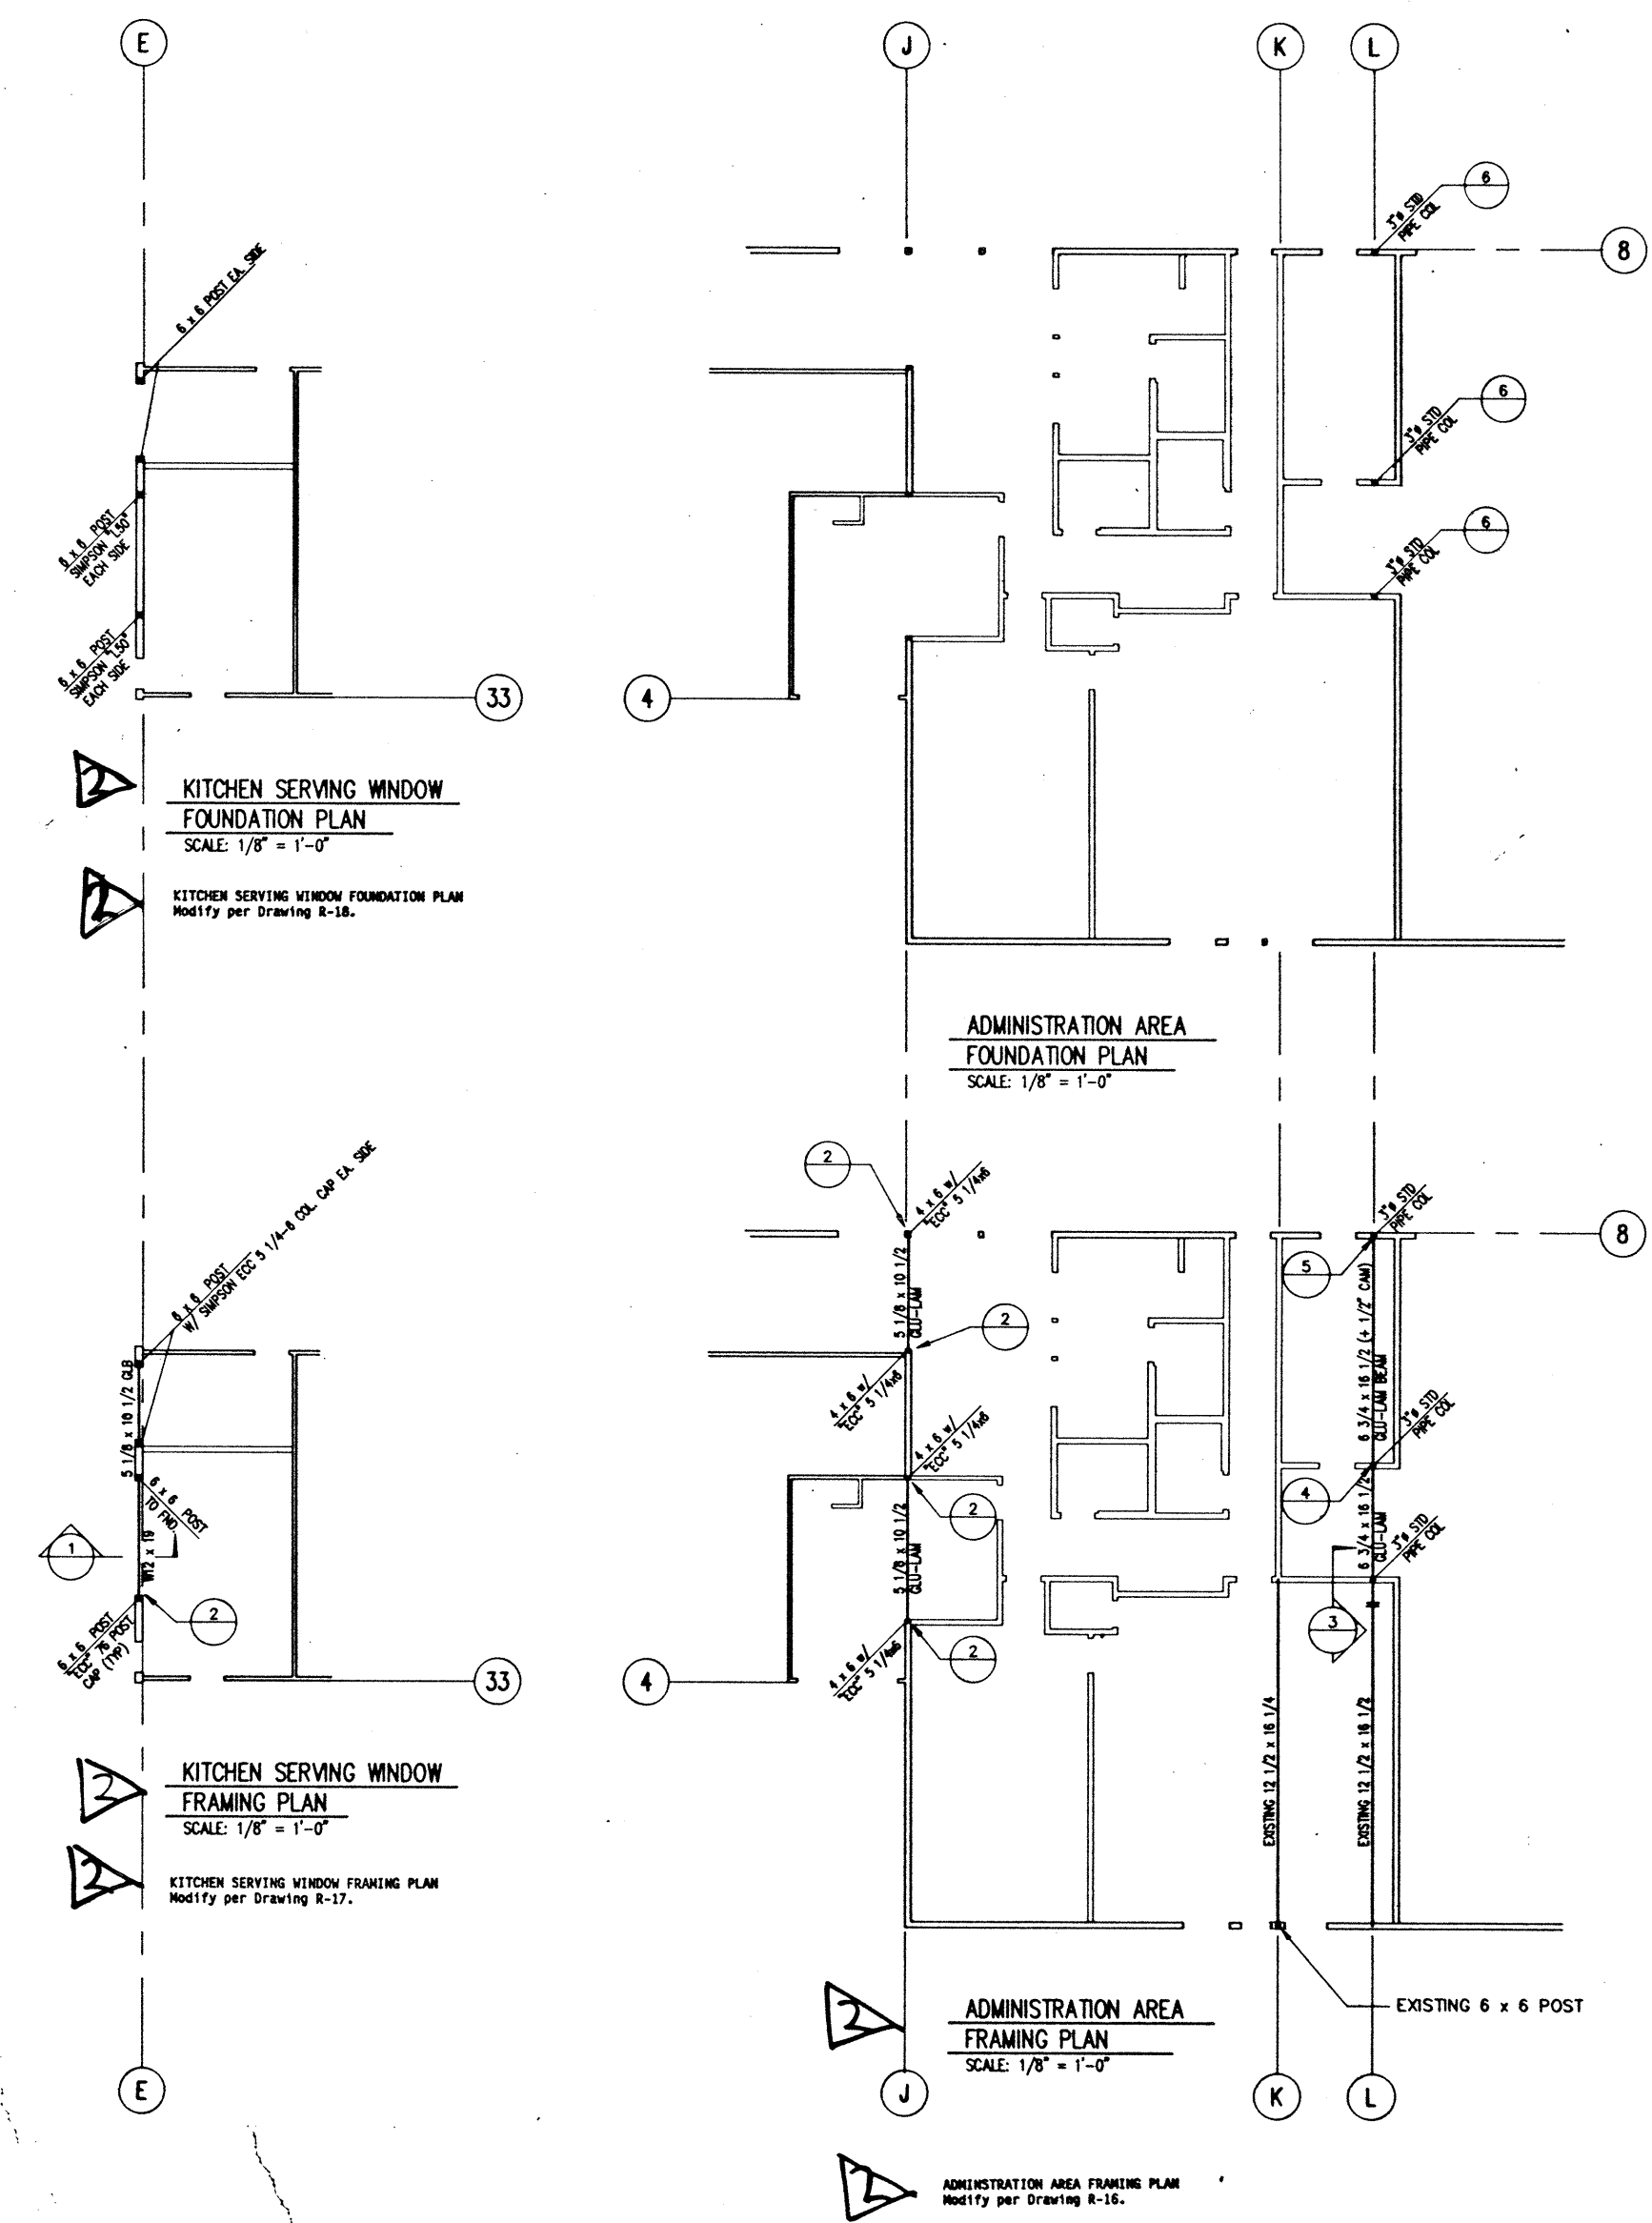 E
J
K
L
6
3"ø STD
PIPE COL
8
6 x 6 POST EA. SIDE
6
3"ø STD
PIPE COL
6 x 6 POST
SIMPSON "L50"
EACH SIDE
6
3"ø STD
PIPE COL
6 x 6 POST
SIMPSON "L50"
EACH SIDE
33
4
2
KITCHEN SERVING WINDOW
FOUNDATION PLAN
SCALE: 1/8" = 1'-0"
2
KITCHEN SERVING WINDOW FOUNDATION PLAN
Modify per Drawing R-18.
ADMINISTRATION AREA
FOUNDATION PLAN
SCALE: 1/8" = 1'-0"
6 x 6 POST
W/ SIMPSON ECC 5 1/4-6 COL. CAP EA. SIDE
5 1/8 x 10 1/2 GLB
6 x 6 POST
TO FND.
1
W12 x 19
2
6 x 6 POST
"ECC" 76 POST
CAP (TYP)
33
2
4 x 6 w/
"ECC" 5 1/4x6
5 1/8 x 10 1/2
GLU-LAM
2
4 x 6 w/
"ECC" 5 1/4x6
4 x 6 w/
"ECC" 5 1/4x6
2
5 1/8 x 10 1/2
GLU-LAM
2
4 x 6 w/
"ECC" 5 1/4x6
4
3"ø STD
PIPE COL
8
5
6 3/4 x 16 1/2 (+ 1/2" CAM)
GLU-LAM BEAM
3"ø STD
PIPE COL
4
6 3/4 x 16 1/2
GLU-LAM
3"ø STD
PIPE COL
3
EXISTING 12 1/2 x 16 1/4
EXISTING 12 1/2 x 16 1/2
2
KITCHEN SERVING WINDOW
FRAMING PLAN
SCALE: 1/8" = 1'-0"
2
KITCHEN SERVING WINDOW FRAMING PLAN
Modify per Drawing R-17.
EXISTING 6 x 6 POST
2
ADMINISTRATION AREA
FRAMING PLAN
SCALE: 1/8" = 1'-0"
E
J
K
L
2
ADMINSTRATION AREA FRAMING PLAN
Modify per Drawing R-16.